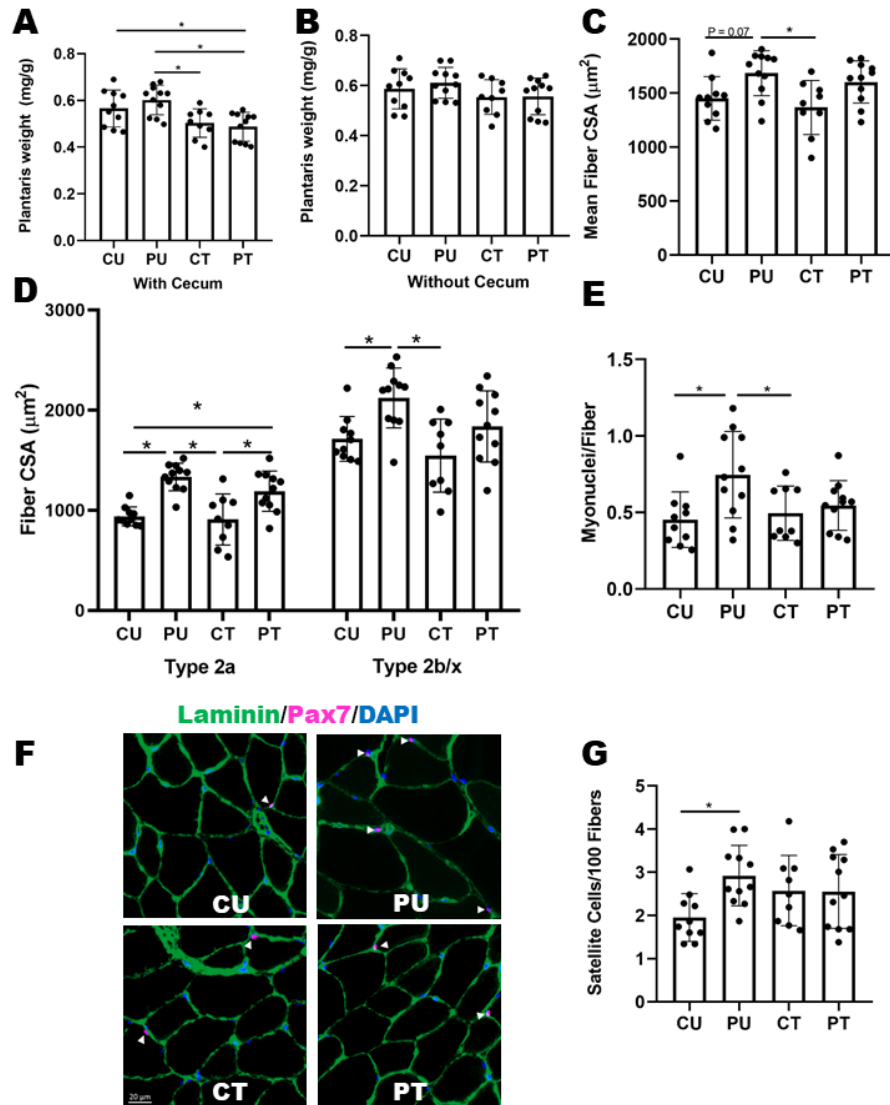 A
Plantaris weight (mg/g)
0.8
0.6
0.4
0.2
0.0
*
*
*
CU PU CT PT
With Cecum
B
Plantaris weight (mg/g)
0.8
0.6
0.4
0.2
0.0
CU PU CT PT
Without Cecum
C
Mean Fiber CSA (μm²)
2000
1500
1000
500
0
P = 0.07 *
CU PU CT PT
D
Fiber CSA (μm²)
3000
2000
1000
0
* *
*
* * *
CU PU CT PT CU PU CT PT
Type 2a Type 2b/x
E
Myonuclei/Fiber
1.5
1.0
0.5
0.0
* *
CU PU CT PT
Laminin/Pax7/DAPI
F
CU PU
CT PT
20 μm
G
Satellite Cells/100 Fibers
5
4
3
2
1
0
*
CU PU CT PT